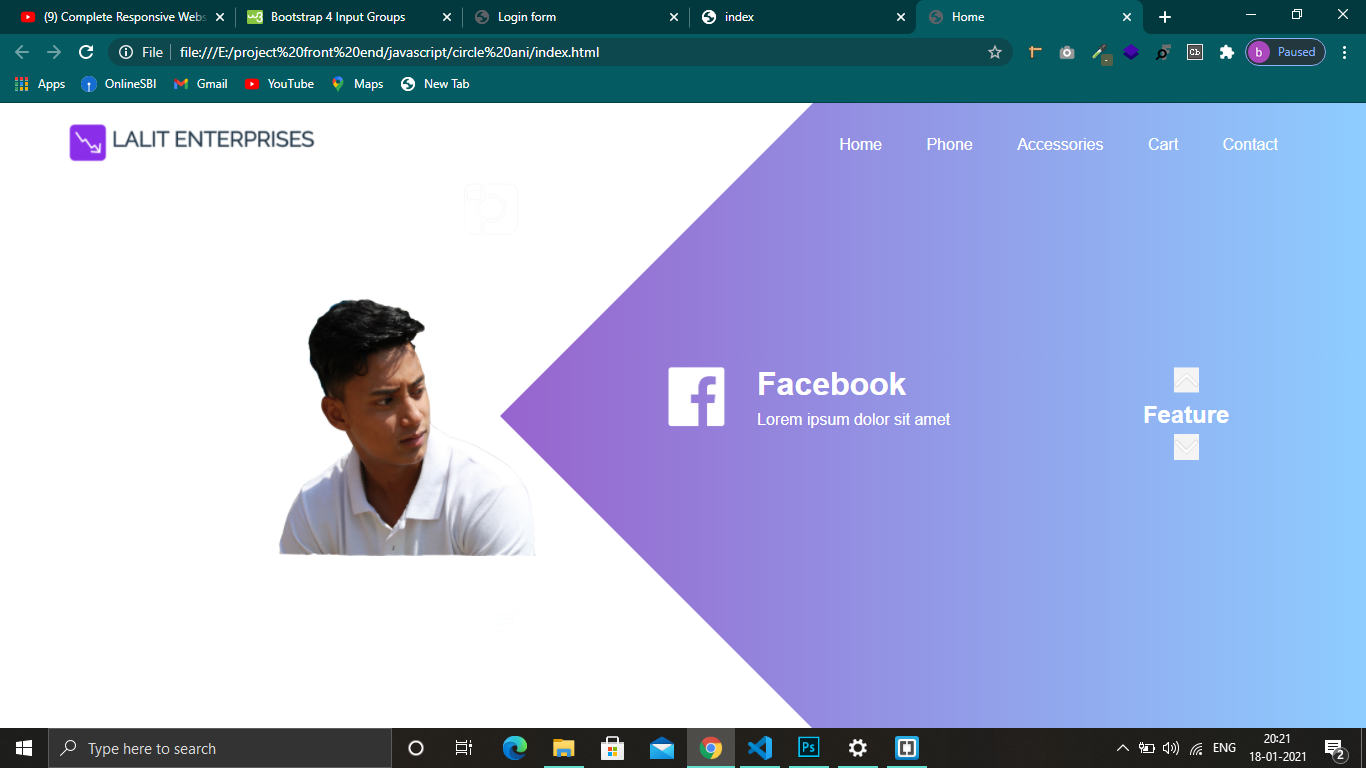 (9) Complete Responsive Webs
Bootstrap 4 Input Groups
Login form
index
Home
File
file:///E:/project%20front%20end/javascript/circle%20ani/index.html
b
Paused
Apps
OnlineSBI
Gmail
YouTube
Maps
New Tab
LALIT ENTERPRISES
Home
Phone
Accessories
Cart
Contact
Facebook
Lorem ipsum dolor sit amet
Feature
Type here to search
Ps
ENG
20:21
18-01-2021
2